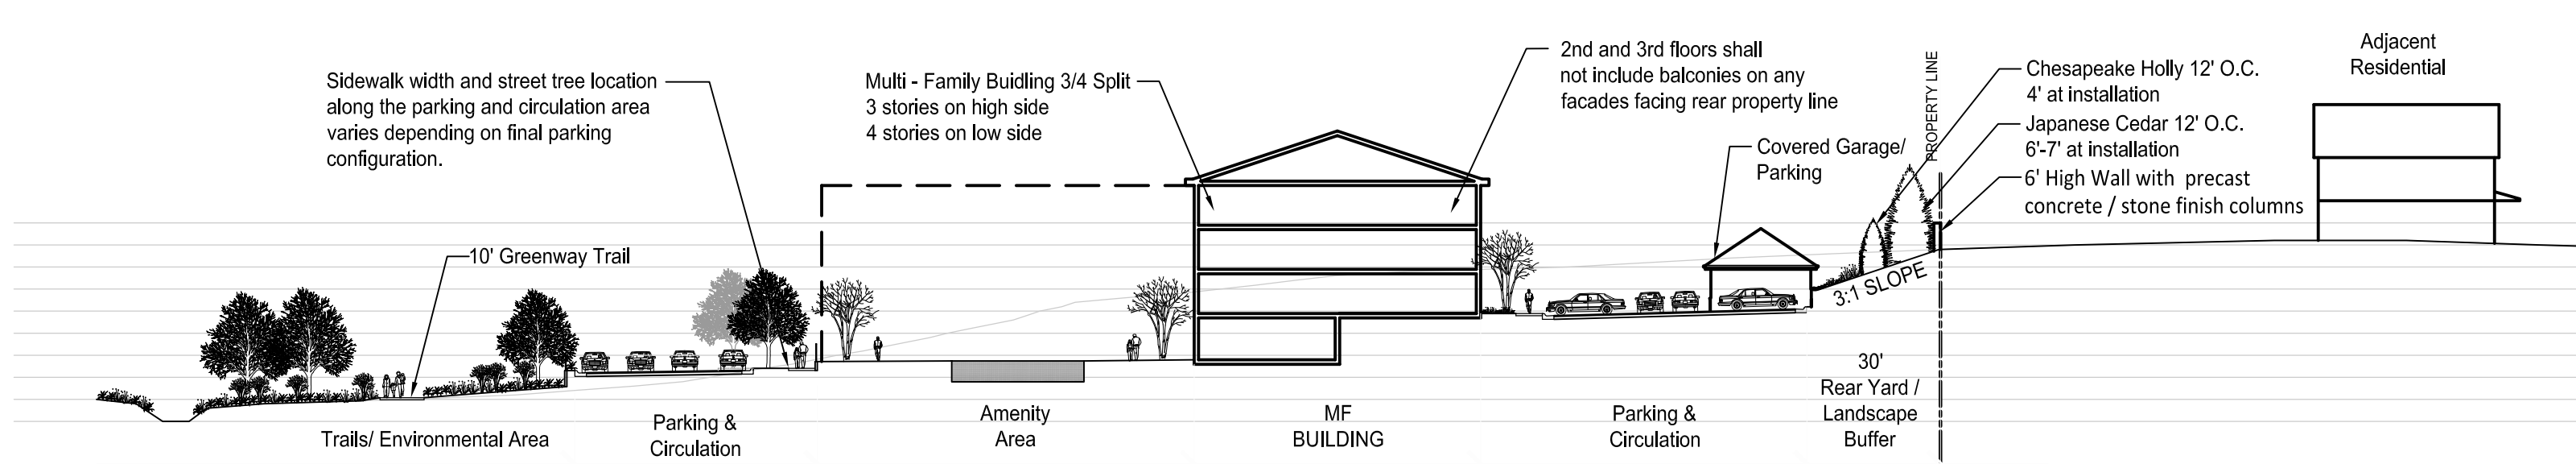 Sidewalk width and street tree location
along the parking and circulation area
varies depending on final parking
configuration.
Multi - Family Buidling 3/4 Split
3 stories on high side
4 stories on low side
2nd and 3rd floors shall
not include balconies on any
facades facing rear property line
Covered Garage/
Parking
PROPERTY LINE
Chesapeake Holly 12' O.C.
4' at installation
Japanese Cedar 12' O.C.
6'-7' at installation
6' High Wall with precast
concrete / stone finish columns
Adjacent
Residential
10' Greenway Trail
3:1 SLOPE
Trails/ Environmental Area
Parking &
Circulation
Amenity
Area
MF
BUILDING
Parking &
Circulation
30'
Rear Yard /
Landscape
Buffer